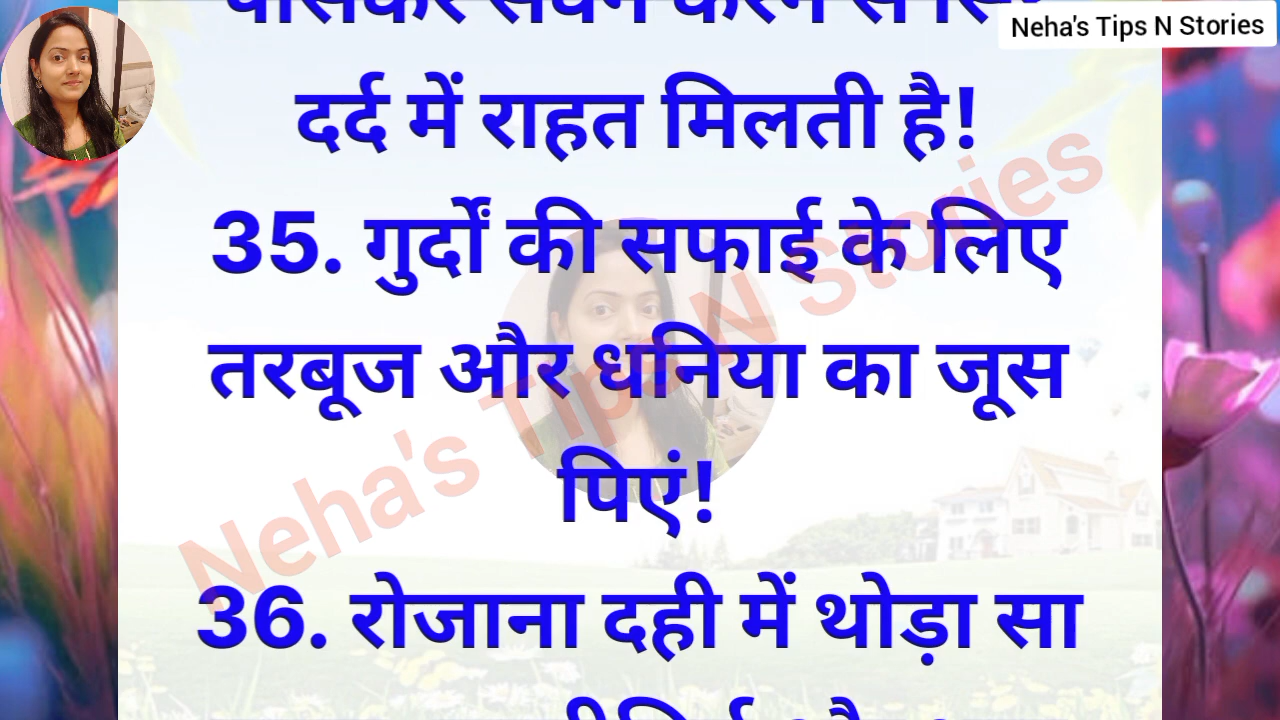 Neha's Tips N Stories
दर्द में राहत मिलती है!
35. गुर्दों की सफाई के लिए
तरबूज और धनिया का जूस
पिएं!
36. रोजाना दही में थोड़ा सा
Neha's Tips N Stories